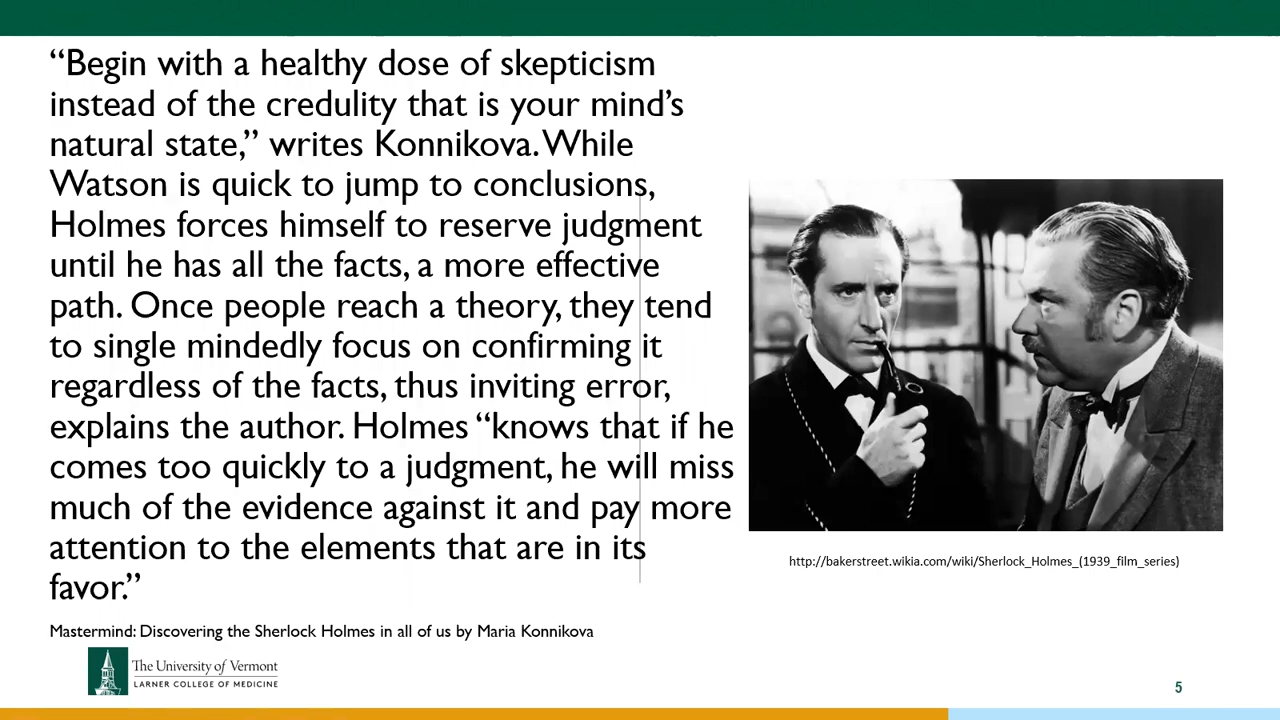 “Begin with a healthy dose of skepticism
instead of the credulity that is your mind’s
natural state,” writes Konnikova. While
Watson is quick to jump to conclusions,
Holmes forces himself to reserve judgment
until he has all the facts, a more effective
path. Once people reach a theory, they tend
to single mindedly focus on confirming it
regardless of the facts, thus inviting error,
explains the author. Holmes “knows that if he
comes too quickly to a judgment, he will miss
much of the evidence against it and pay more
attention to the elements that are in its
favor.”
Mastermind: Discovering the Sherlock Holmes in all of us by Maria Konnikova
http://bakerstreet.wikia.com/wiki/Sherlock_Holmes_(1939_film_series)
The University of Vermont
LARNER COLLEGE OF MEDICINE
5